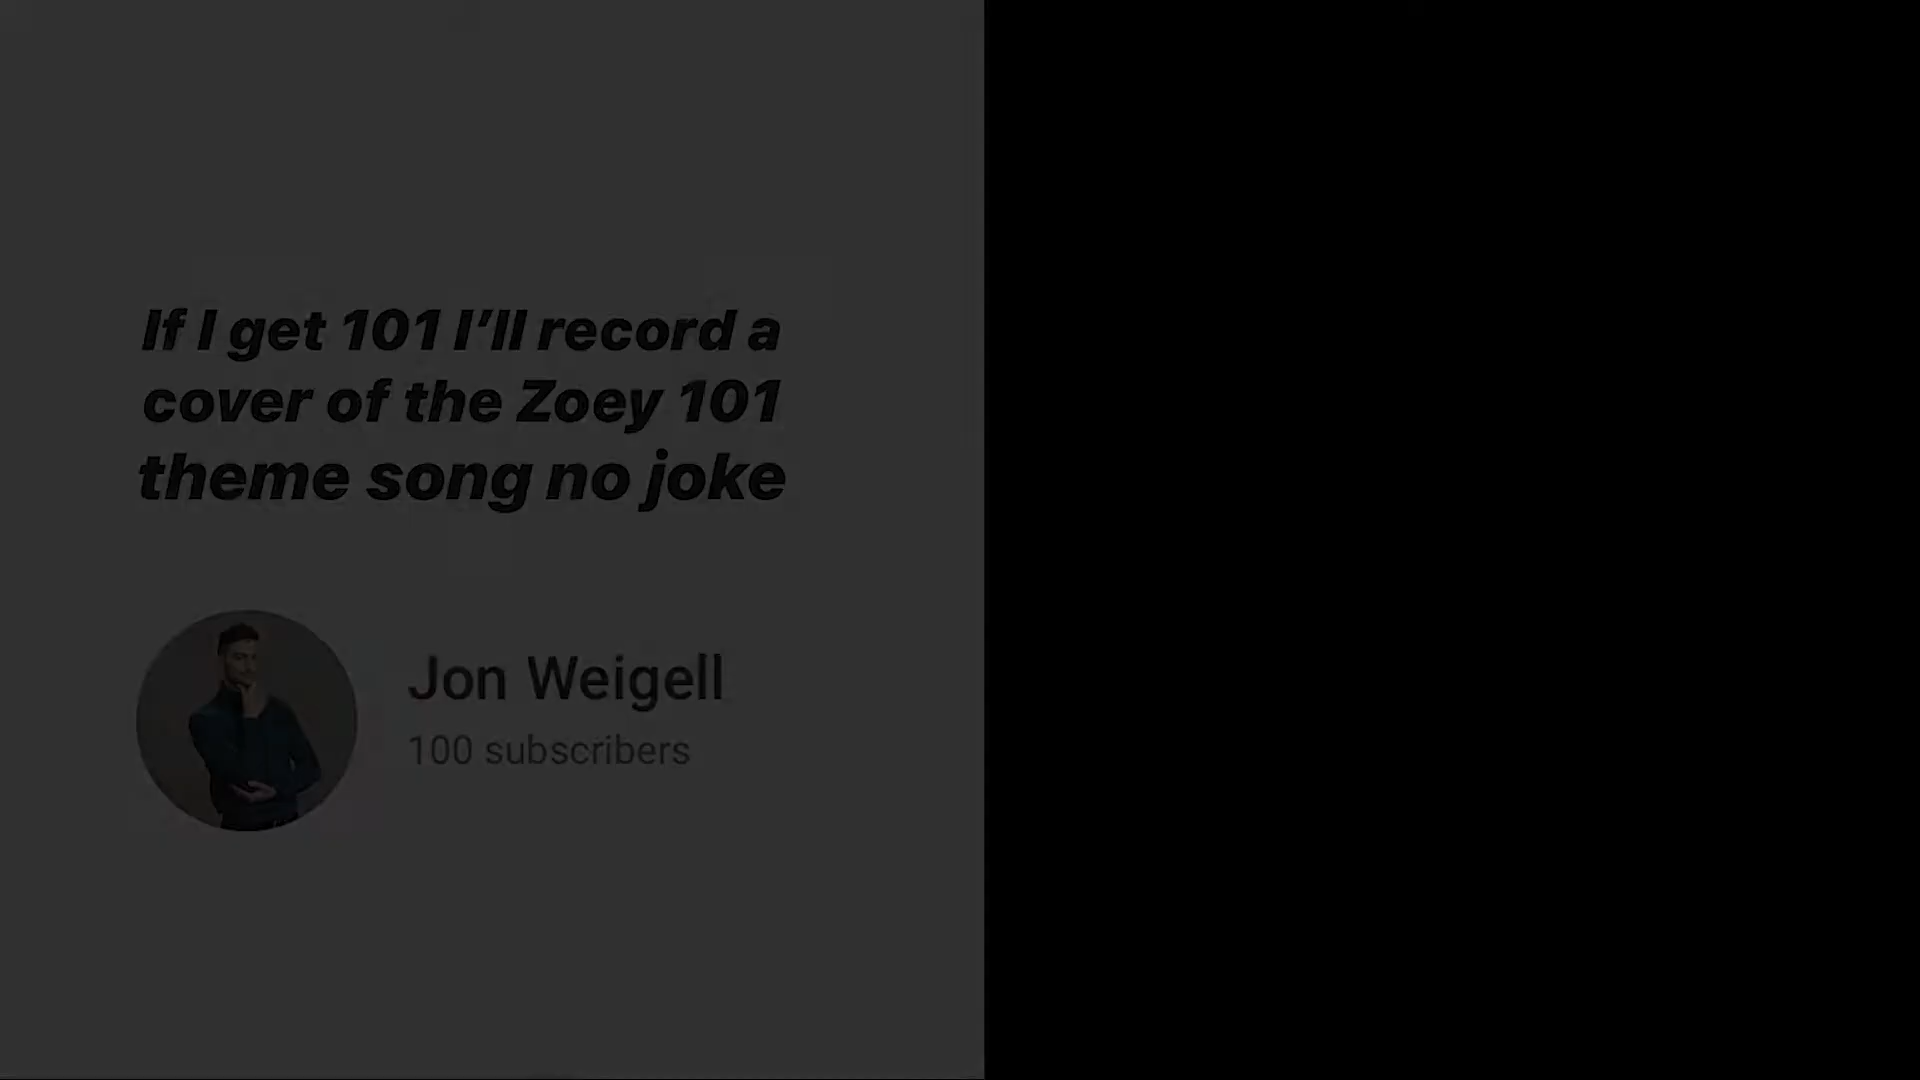 If I get 101 I’ll record a
cover of the Zoey 101
theme song no joke
Jon Weigell
100 subscribers